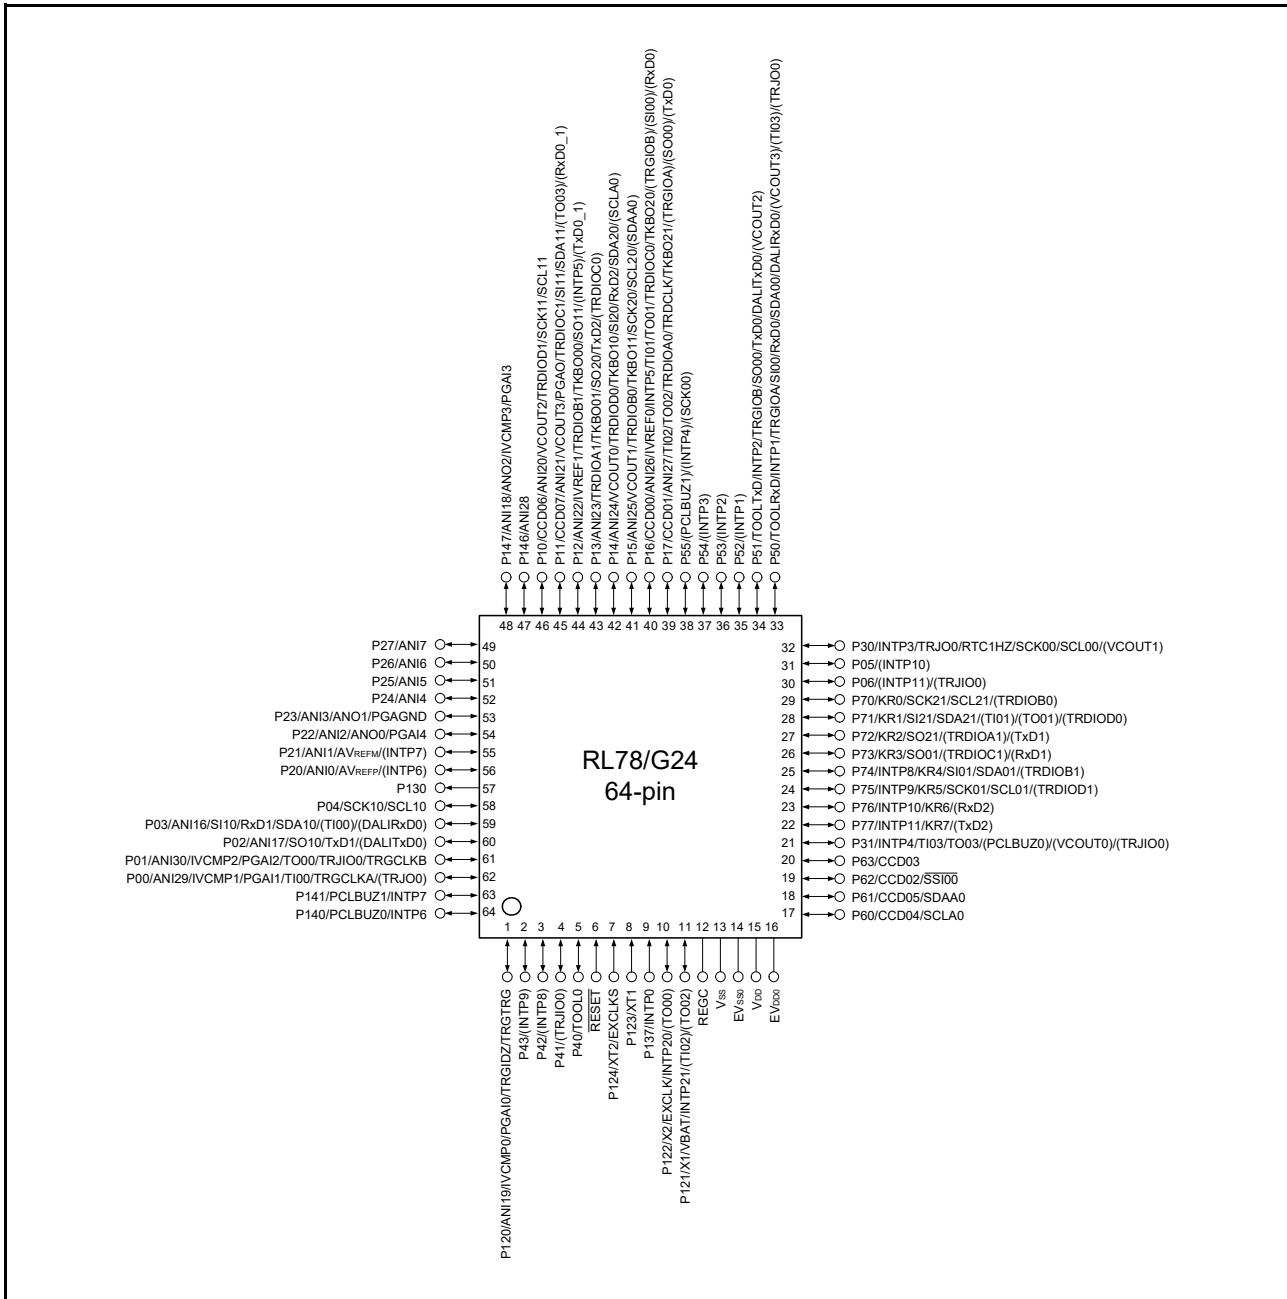 P147/ANI18/ANO2/IVCMP3/PGAI3
P146/ANI28
P10/CCD06/ANI20/VCOUT2/TRDIOD1/SCK11/SCL11
P11/CCD07/ANI21/VCOUT3/PGAO/TRDIOC1/SI11/SDA11/(TO03)/(RxD0_1)
P12/ANI22/IVREF1/TRDIOB1/TKBO00/SO11/(INTP5)/(TxD0_1)
P13/ANI23/TRDIOA1/TKBO01/SO20/TxD2/(TRDIOC0)
P14/ANI24/VCOUT0/TRDIOD0/TKBO10/SI20/RxD2/SDA20/(SCLA0)
P15/ANI25/VCOUT1/TRDIOB0/TKBO11/SCK20/SCL20/(SDAA0)
P16/CCD00/ANI26/IVREF0/INTP5/TI01/TO01/TRDIOC0/TKBO20/(TRGIOB)/(SI00)/(RxD0)
P17/CCD01/ANI27/TI02/TO02/TRDIOA0/TRDCLK/TKBO21/(TRGIOA)/(SO00)/(TxD0)
P55/(PCLBUZ1)/(INTP4)/(SCK00)
P54/(INTP3)
P53/(INTP2)
P52/(INTP1)
P51/TOOLTxD/INTP2/TRGIOB/SO00/TxD0/DALITxD0/(VCOUT2)
P50/TOOLRxD/INTP1/TRGIOA/SI00/RxD0/SDA00/DALIRxD0/(VCOUT3)/(TI03)/(TRJO0)
48 47 46 45 44 43 42 41 40 39 38 37 36 35 34 33
P27/ANI7 49
P26/ANI6 50
P25/ANI5 51
P24/ANI4 52
P23/ANI3/ANO1/PGAGND 53
P22/ANI2/ANO0/PGAI4 54
P21/ANI1/AVREFM/(INTP7) 55
P20/ANI0/AVREFP/(INTP6) 56
P130 57
P04/SCK10/SCL10 58
P03/ANI16/SI10/RxD1/SDA10/(TI00)/(DALIRxD0) 59
P02/ANI17/SO10/TxD1/(DALITxD0) 60
P01/ANI30/IVCMP2/PGAI2/TO00/TRJIO0/TRGCLKB 61
P00/ANI29/IVCMP1/PGAI1/TI00/TRGCLKA/(TRJO0) 62
P141/PCLBUZ1/INTP7 63
P140/PCLBUZ0/INTP6 64
RL78/G24
64-pin
32 P30/INTP3/TRJO0/RTC1HZ/SCK00/SCL00/(VCOUT1)
31 P05/(INTP10)
30 P06/(INTP11)/(TRJIO0)
29 P70/KR0/SCK21/SCL21/(TRDIOB0)
28 P71/KR1/SI21/SDA21/(TI01)/(TO01)/(TRDIOD0)
27 P72/KR2/SO21/(TRDIOA1)/(TxD1)
26 P73/KR3/SO01/(TRDIOC1)/(RxD1)
25 P74/INTP8/KR4/SI01/SDA01/(TRDIOB1)
24 P75/INTP9/KR5/SCK01/SCL01/(TRDIOD1)
23 P76/INTP10/KR6/(RxD2)
22 P77/INTP11/KR7/(TxD2)
21 P31/INTP4/TI03/TO03/(PCLBUZ0)/(VCOUT0)/(TRJIO0)
20 P63/CCD03
19 P62/CCD02/SSI00
18 P61/CCD05/SDAA0
17 P60/CCD04/SCLA0
1 2 3 4 5 6 7 8 9 10 11 12 13 14 15 16
P120/ANI19/IVCMP0/PGAI0/TRGIDZ/TRGTRG
P43/(INTP9)
P42/(INTP8)
P41/(TRJIO0)
P40/TOOL0
RESET
P124/XT2/EXCLKS
P123/XT1
P137/INTP0
P122/X2/EXCLK/INTP20/(TO00)
P121/X1/VBAT/INTP21/(TI02)/(TO02)
REGC
VSS
EVSS0
VDD
EVDD0